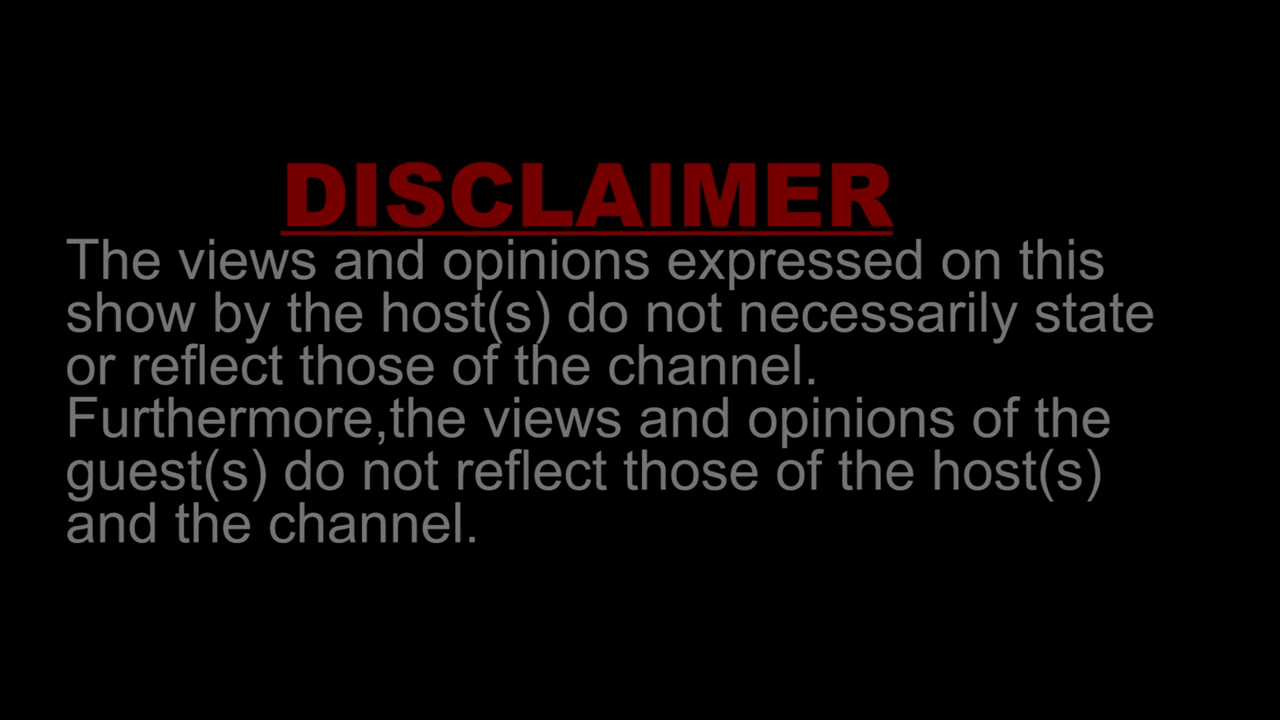 DISCLAIMER
The views and opinions expressed on this
show by the host(s) do not necessarily state
or reflect those of the channel.
Furthermore,the views and opinions of the
guest(s) do not reflect those of the host(s)
and the channel.